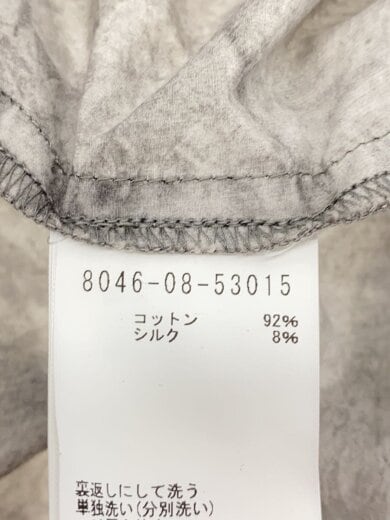 8046-08-53015
コットン 92%
シルク 8%
裏返しにして洗う
単独洗い(分別洗い)